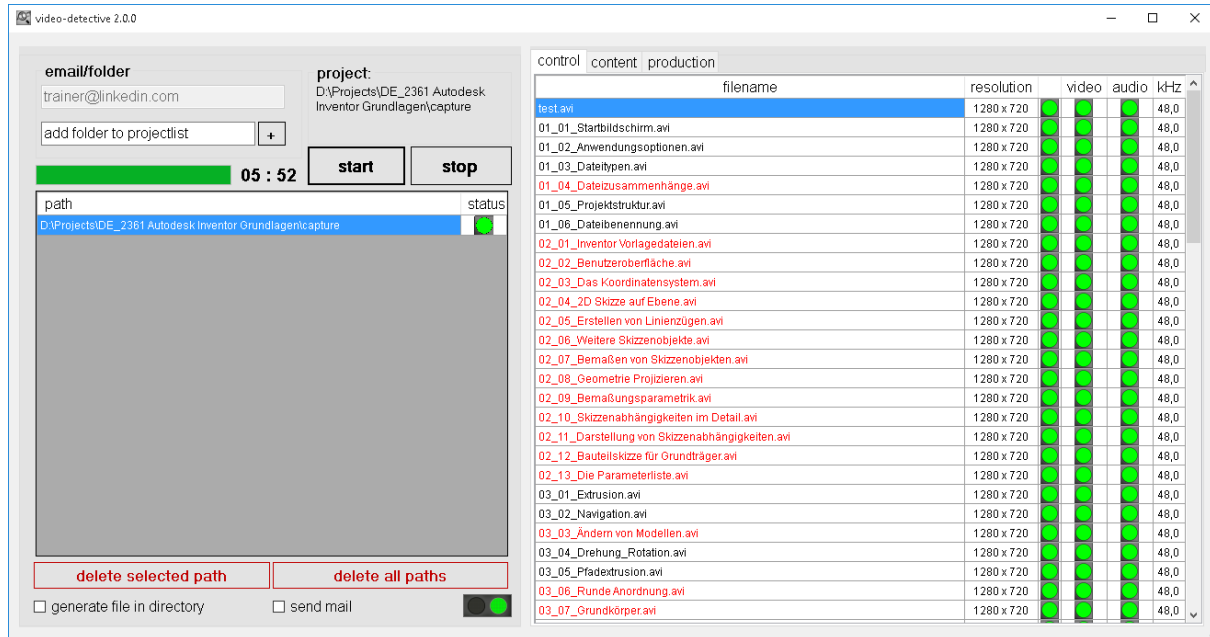 video-detective 2.0.0
email/folder
trainer@linkedin.com
add folder to projectlist
+
project:
D:\Projects\DE_2361 Autodesk
Inventor Grundlagen\capture
05 : 52
start
stop
path status
D:\Projects\DE_2361 Autodesk Inventor Grundlagen\capture
delete selected path
delete all paths
generate file in directory
send mail
control content production
filename resolution video audio kHz
test.avi 1280 x 720 48,0
01_01_Startbildschirm.avi 1280 x 720 48,0
01_02_Anwendungsoptionen.avi 1280 x 720 48,0
01_03_Dateitypen.avi 1280 x 720 48,0
01_04_Dateizusammenhänge.avi 1280 x 720 48,0
01_05_Projektstruktur.avi 1280 x 720 48,0
01_06_Dateibenennung.avi 1280 x 720 48,0
02_01_Inventor Vorlagedateien.avi 1280 x 720 48,0
02_02_Benutzeroberfläche.avi 1280 x 720 48,0
02_03_Das Koordinatensystem.avi 1280 x 720 48,0
02_04_2D Skizze auf Ebene.avi 1280 x 720 48,0
02_05_Erstellen von Linienzügen.avi 1280 x 720 48,0
02_06_Weitere Skizzenobjekte.avi 1280 x 720 48,0
02_07_Bemaßen von Skizzenobjekten.avi 1280 x 720 48,0
02_08_Geometrie Projizieren.avi 1280 x 720 48,0
02_09_Bemaßungsparametrik.avi 1280 x 720 48,0
02_10_Skizzenabhängigkeiten im Detail.avi 1280 x 720 48,0
02_11_Darstellung von Skizzenabhängigkeiten.avi 1280 x 720 48,0
02_12_Bauteilskizze für Grundträger.avi 1280 x 720 48,0
02_13_Die Parameterliste.avi 1280 x 720 48,0
03_01_Extrusion.avi 1280 x 720 48,0
03_02_Navigation.avi 1280 x 720 48,0
03_03_Ändern von Modellen.avi 1280 x 720 48,0
03_04_Drehung_Rotation.avi 1280 x 720 48,0
03_05_Pfadextrusion.avi 1280 x 720 48,0
03_06_Runde Anordnung.avi 1280 x 720 48,0
03_07_Grundkörper.avi 1280 x 720 48,0